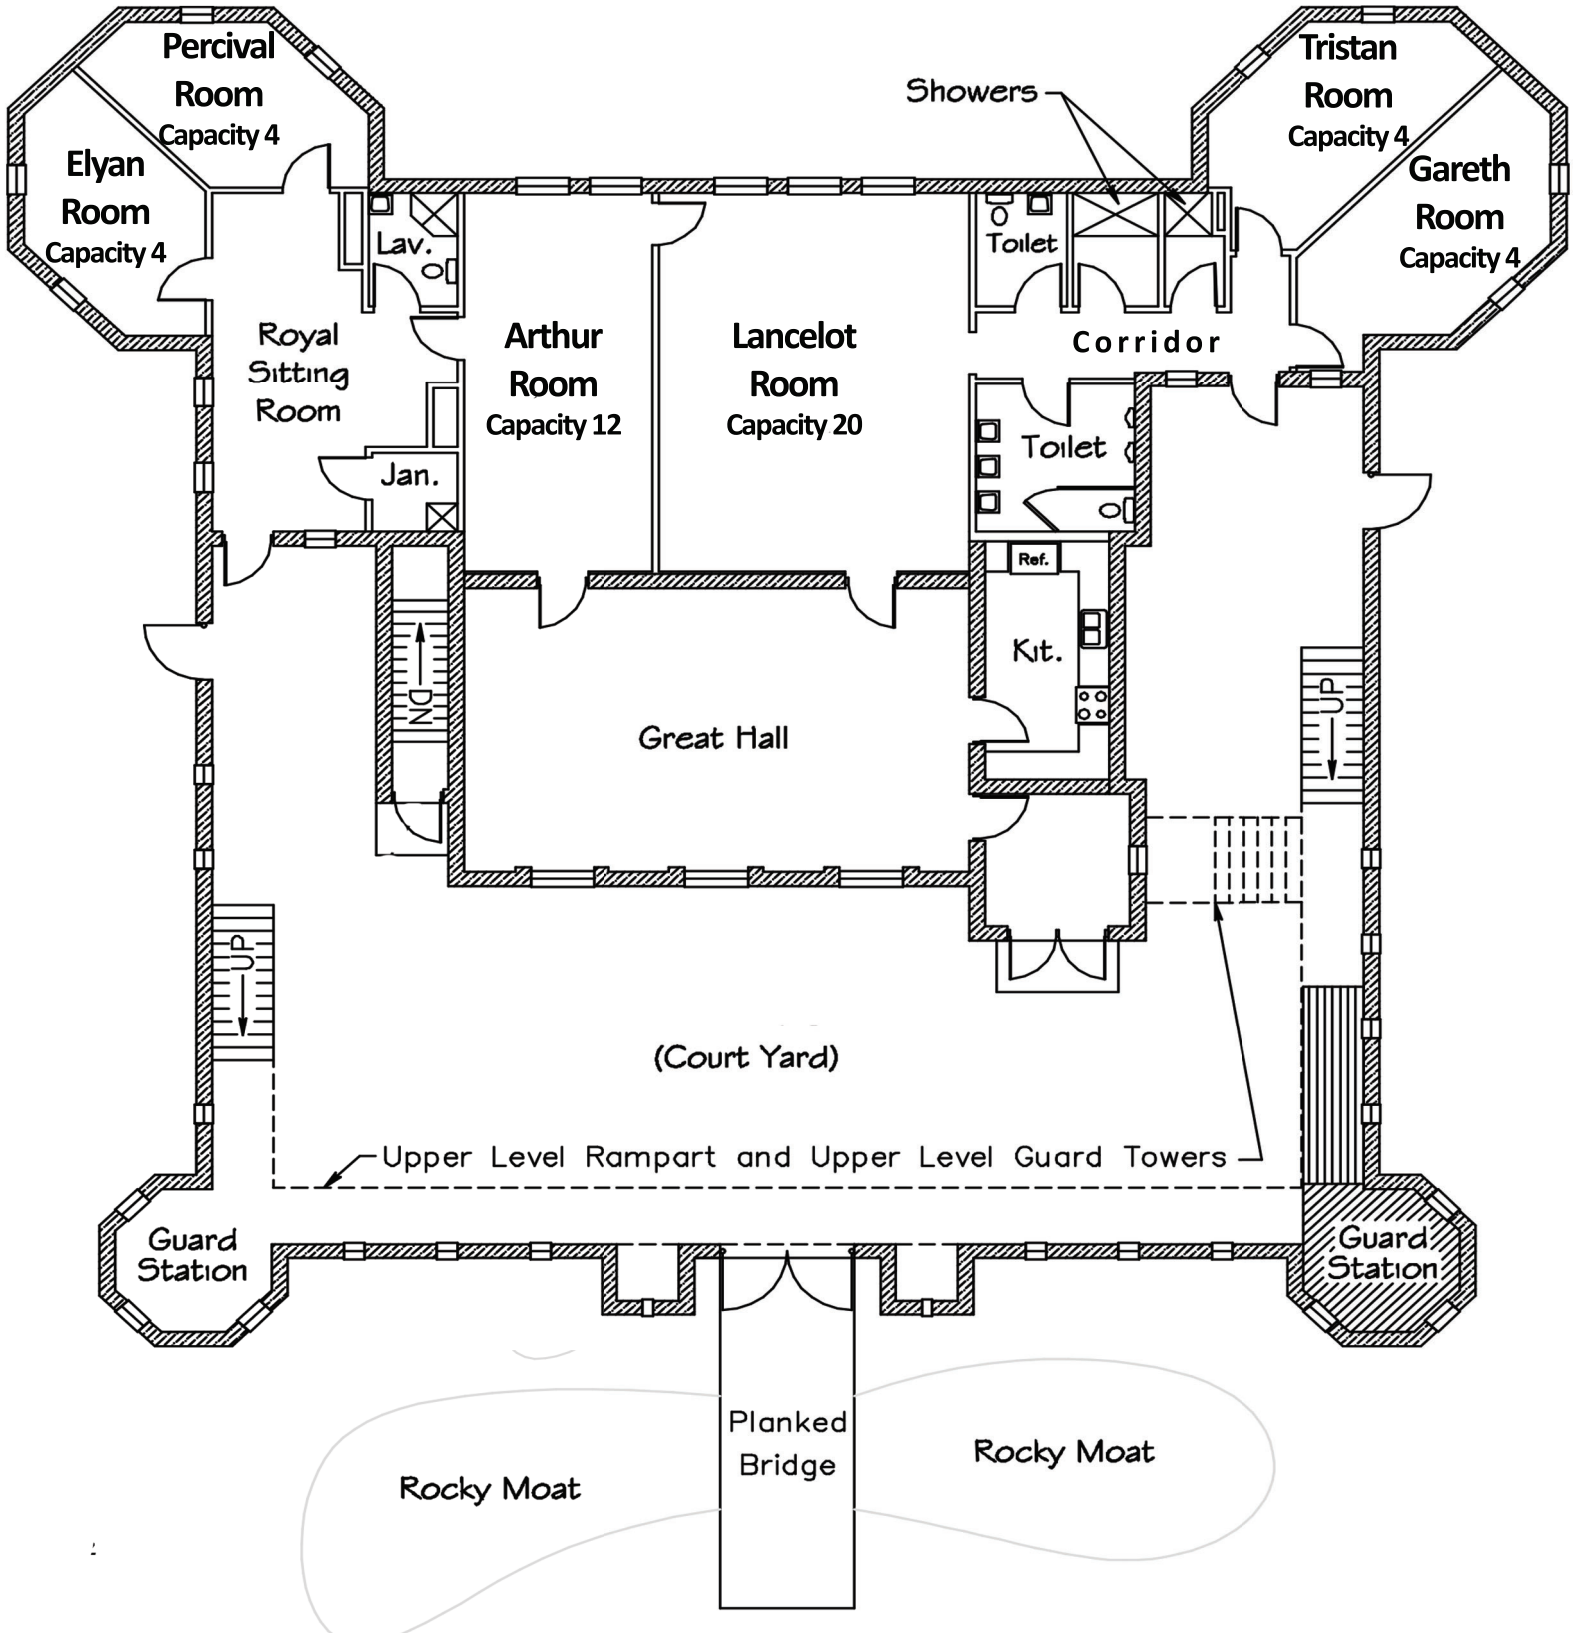 Percival
Room
Capacity 4
Elyan
Room
Capacity 4
Tristan
Room
Capacity 4
Gareth
Room
Capacity 4
Showers
Lav.
Toilet
Royal
Sitting
Room
Arthur
Room
Capacity 12
Lancelot
Room
Capacity 20
Corridor
Toilet
Jan.
Ref.
Kit.
DN
UP
Great Hall
UP
(Court Yard)
Upper Level Rampart and Upper Level Guard Towers
Guard
Station
Guard
Station
Planked
Bridge
Rocky Moat
Rocky Moat